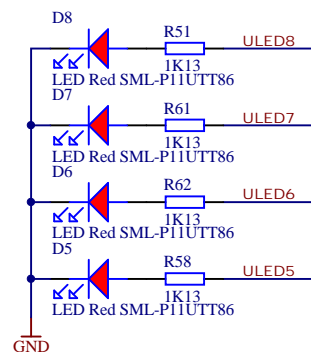 D8
R51
ULED8
1K13
LED Red SML-P11UTT86
D7
R61
ULED7
1K13
LED Red SML-P11UTT86
D6
R62
ULED6
1K13
LED Red SML-P11UTT86
D5
R58
ULED5
1K13
LED Red SML-P11UTT86
GND